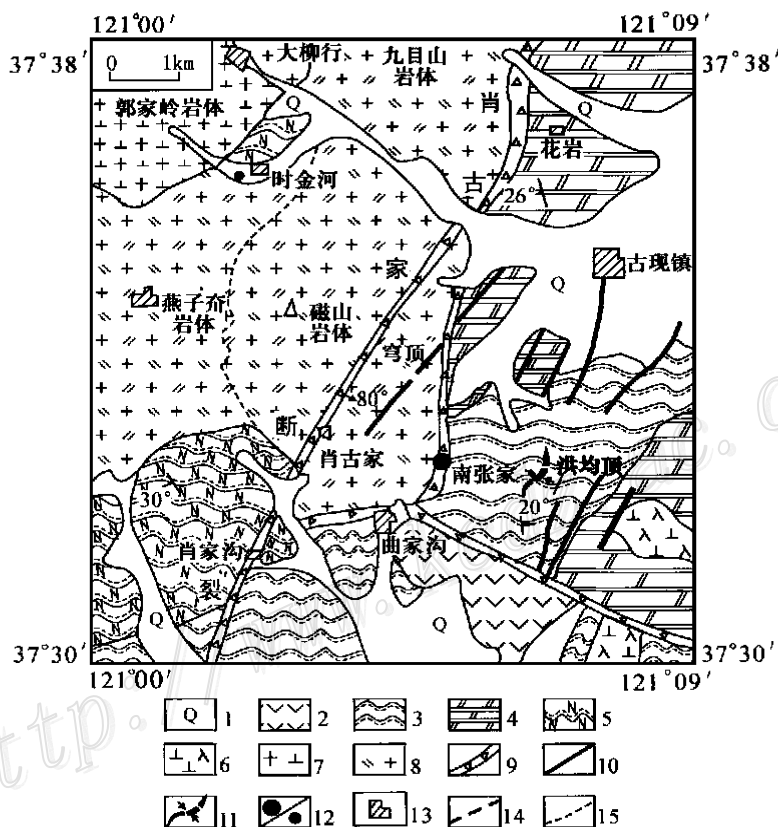 121°00′ 121°09′
37°38′ 37°38′
0 1km
大柳行
九目山
岩体
肖
Q
Q
郭家岭岩体
N
花岩
时金河
古
26°
家
古现镇
Q
燕子夼
岩体
磁山
岩体
穹顶
80°
断
肖古家
南张家
洪均顶
30°
20°
肖家沟
曲家沟
裂
Q
Q
37°30′ 37°30′
121°00′ 121°09′
Q 1 2 3 4 N 5
6 7 8 9 10
11 12 13 14 15